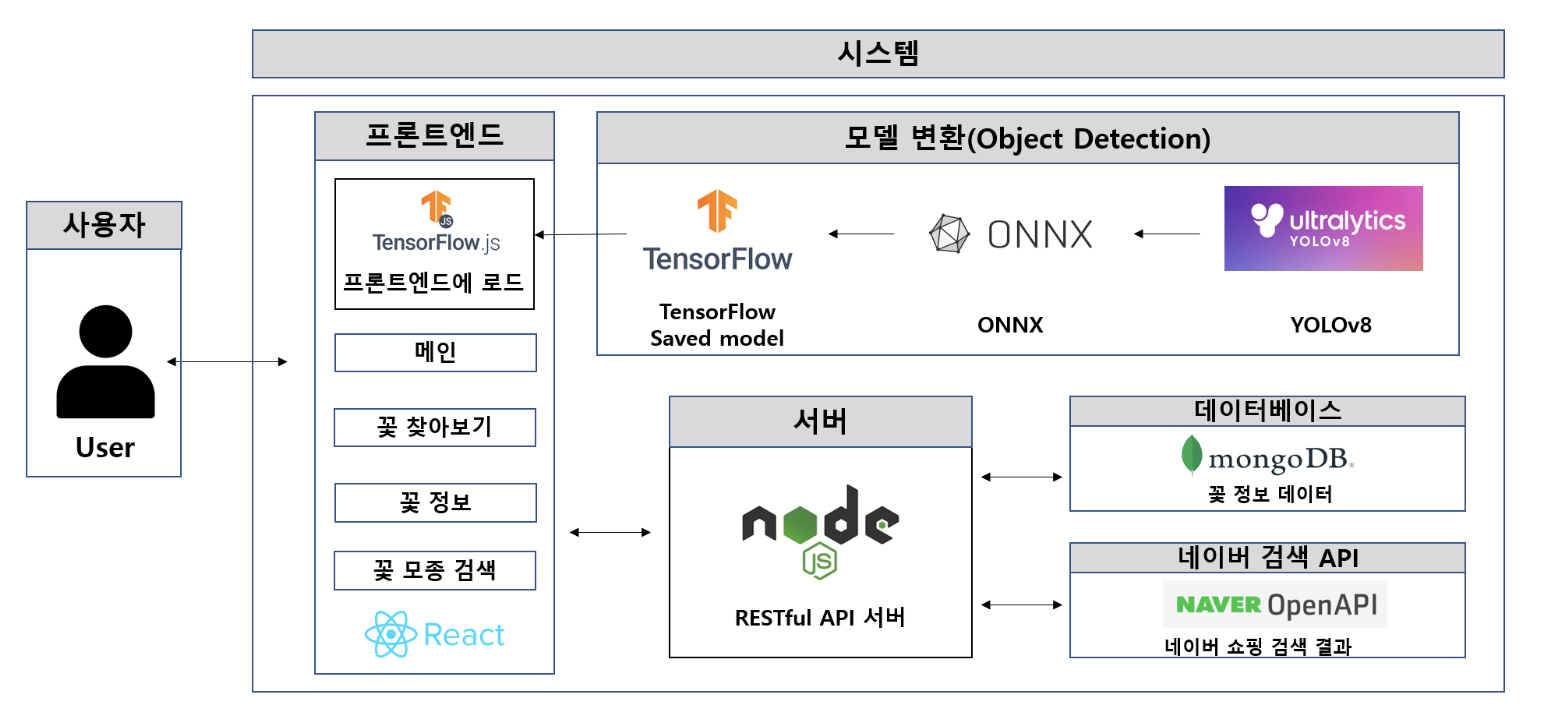 시스템
사용자
User
프론트엔드
TensorFlow.js
프론트엔드에 로드
메인
꽃 찾아보기
꽃 정보
꽃 모종 검색
React
모델 변환(Object Detection)
TensorFlow
TensorFlow
Saved model
ONNX
ONNX
ultralytics
YOLOv8
YOLOv8
서버
node
JS
RESTful API 서버
데이터베이스
mongoDB®
꽃 정보 데이터
네이버 검색 API
NAVER OpenAPI
네이버 쇼핑 검색 결과